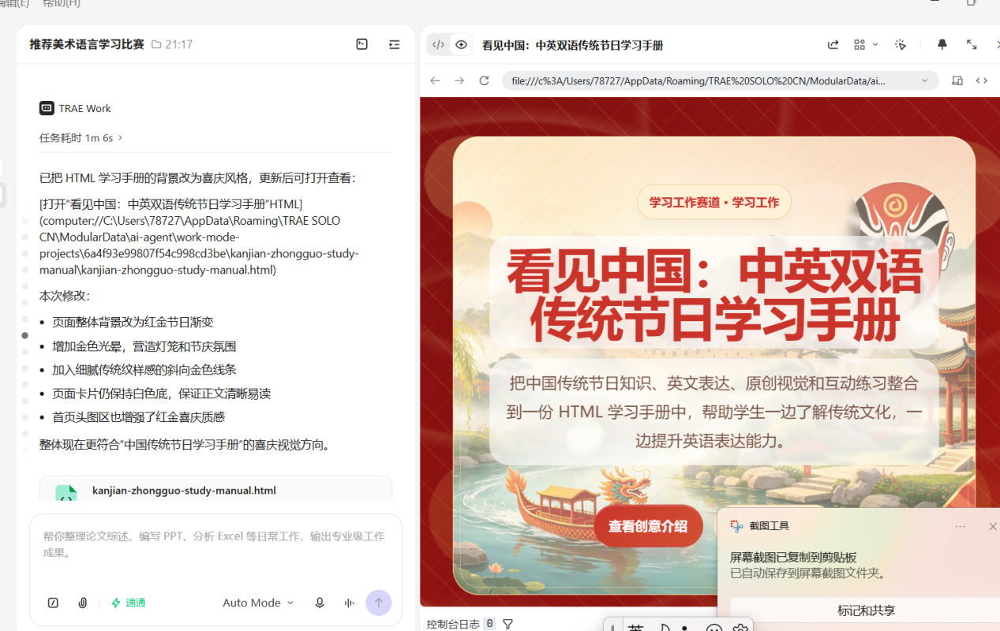 编辑(E) 帮助(H)
推荐美术语言学习比赛 21:17
TRAE Work
任务耗时 1m 6s
已把 HTML 学习手册的背景改为喜庆风格，更新后可打开查看：
[打开“看见中国：中英双语传统节日学习手册”HTML]
(computer://C:\Users\78727\AppData\Roaming\TRAE SOLO
CN\ModularData\ai-agent\work-mode-
projects\6a4f93e99807f54c998cd3be\kanjian-zhongguo-study-
manual\kanjian-zhongguo-study-manual.html)
本次修改：
• 页面整体背景改为红金节日渐变
• 增加金色光晕，营造灯笼和节庆氛围
• 加入细腻传统纹样感的斜向金色线条
• 页面卡片仍保持白色底，保证正文清晰易读
• 首页头图区也增强了红金喜庆质感
整体现在更符合“中国传统节日学习手册”的喜庆视觉方向。
kanjian-zhongguo-study-manual.html
帮你整理论文综述、编写 PPT、分析 Excel 等日常工作，输出专业级工作
成果。
速通
Auto Mode
看见中国：中英双语传统节日学习手册
file:///c%3A/Users/78727/AppData/Roaming/TRAE%20SOLO%20CN/ModularData/ai...
学习工作赛道·学习工作
看见中国：中英双语
传统节日学习手册
把中国传统节日知识、英文表达、原创视觉和互动练习整合
到一份 HTML 学习手册中，帮助学生一边了解传统文化，一
边提升英语表达能力。
查看创意介绍
截图工具
屏幕截图已复制到剪贴板
已自动保存到屏幕截图文件夹。
标记和共享
控制台日志 0
英